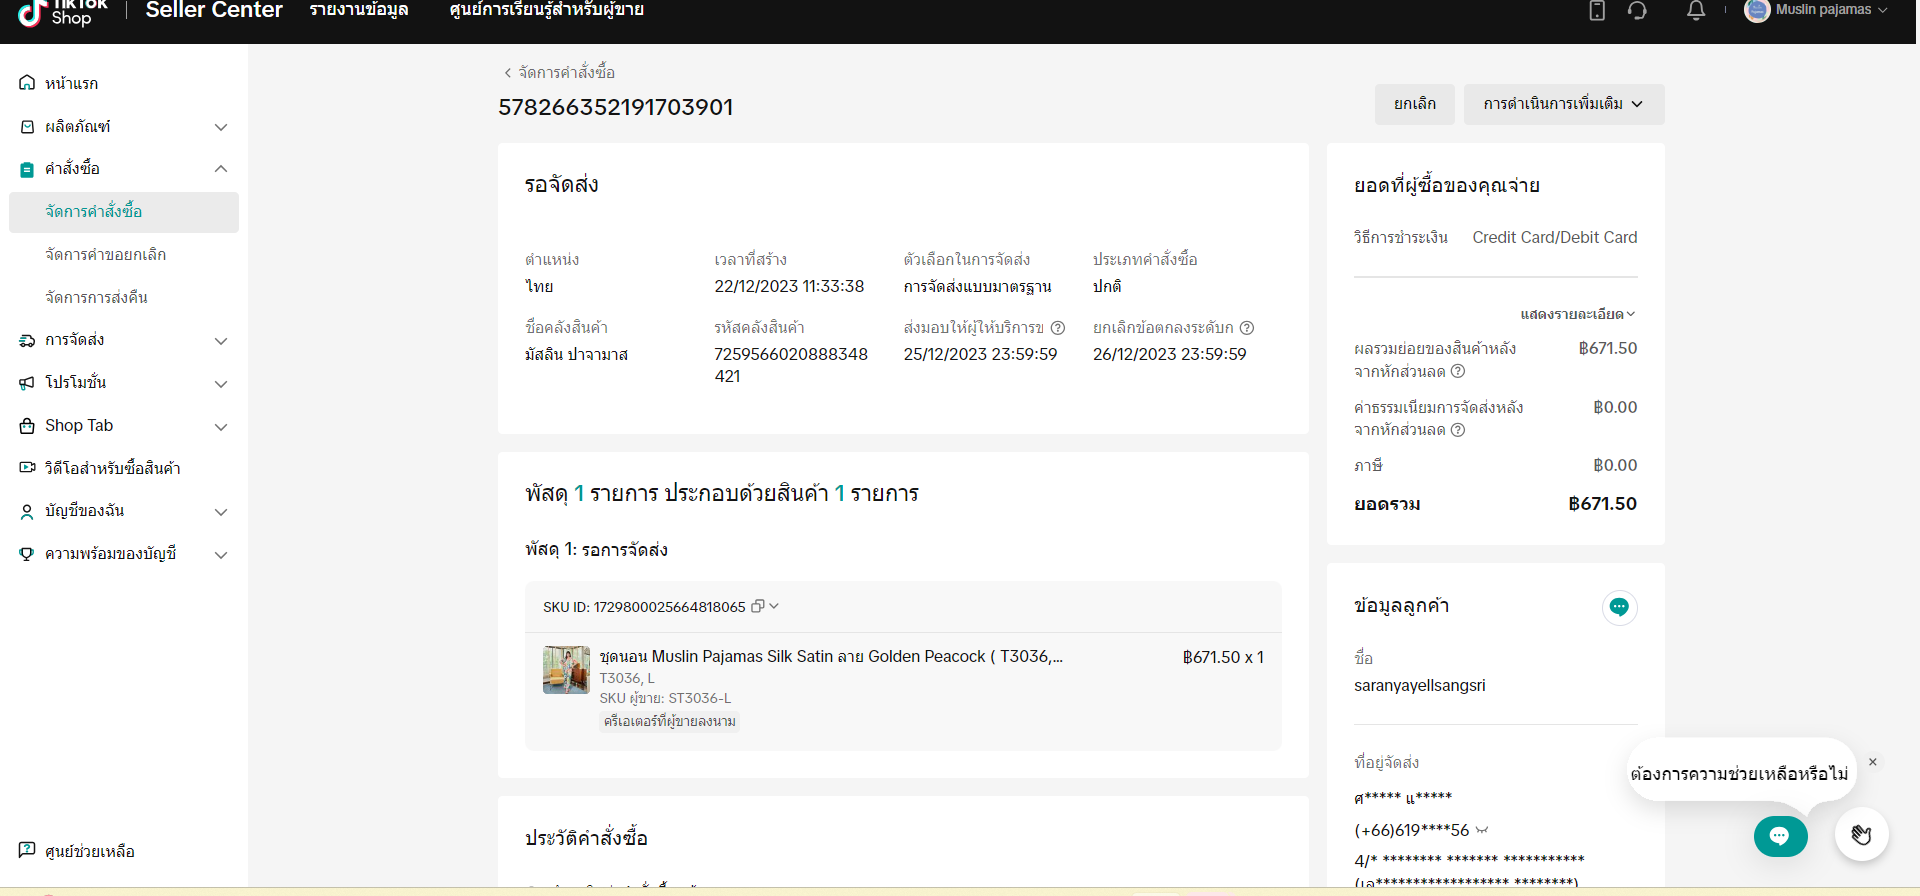 TikTok
Shop
Seller Center
รายงานข้อมูล
ศูนย์การเรียนรู้สำหรับผู้ขาย
Muslin pajamas
หน้าแรก
ผลิตภัณฑ์
คำสั่งซื้อ
จัดการคำสั่งซื้อ
จัดการคำขอยกเลิก
จัดการการส่งคืน
การจัดส่ง
โปรโมชั่น
Shop Tab
วิดีโอสำหรับซื้อสินค้า
บัญชีของฉัน
ความพร้อมของบัญชี
ศูนย์ช่วยเหลือ
จัดการคำสั่งซื้อ
578266352191703901
ยกเลิก
การดำเนินการเพิ่มเติม
รอจัดส่ง
ตำแหน่ง
ไทย
เวลาที่สร้าง
22/12/2023 11:33:38
ตัวเลือกในการจัดส่ง
การจัดส่งแบบมาตรฐาน
ประเภทคำสั่งซื้อ
ปกติ
ชื่อคลังสินค้า
มัสลิน ปาจามาส
รหัสคลังสินค้า
7259566020888348
421
ส่งมอบให้ผู้ให้บริการข
25/12/2023 23:59:59
ยกเลิกข้อตกลงระดับก
26/12/2023 23:59:59
พัสดุ 1 รายการ ประกอบด้วยสินค้า 1 รายการ
พัสดุ 1: รอการจัดส่ง
SKU ID: 1729800025664818065
ชุดนอน Muslin Pajamas Silk Satin ลาย Golden Peacock ( T3036,...
฿671.50 x 1
T3036, L
SKU ผู้ขาย: ST3036-L
ครีเอเตอร์ที่ผู้ขายลงนาม
ประวัติคำสั่งซื้อ
ยอดที่ผู้ซื้อของคุณจ่าย
วิธีการชำระเงิน Credit Card/Debit Card
แสดงรายละเอียด
ผลรวมย่อยของสินค้าหลัง ฿671.50
จากหักส่วนลด
ค่าธรรมเนียมการจัดส่งหลัง ฿0.00
จากหักส่วนลด
ภาษี ฿0.00
ยอดรวม ฿671.50
ข้อมูลลูกค้า
ชื่อ
saranyayellsangsri
ที่อยู่จัดส่ง
ศ***** แ*****
(+66)619****56
4/* ******** ******* ***********
(เล****************** ********)
ต้องการความช่วยเหลือหรือไม่